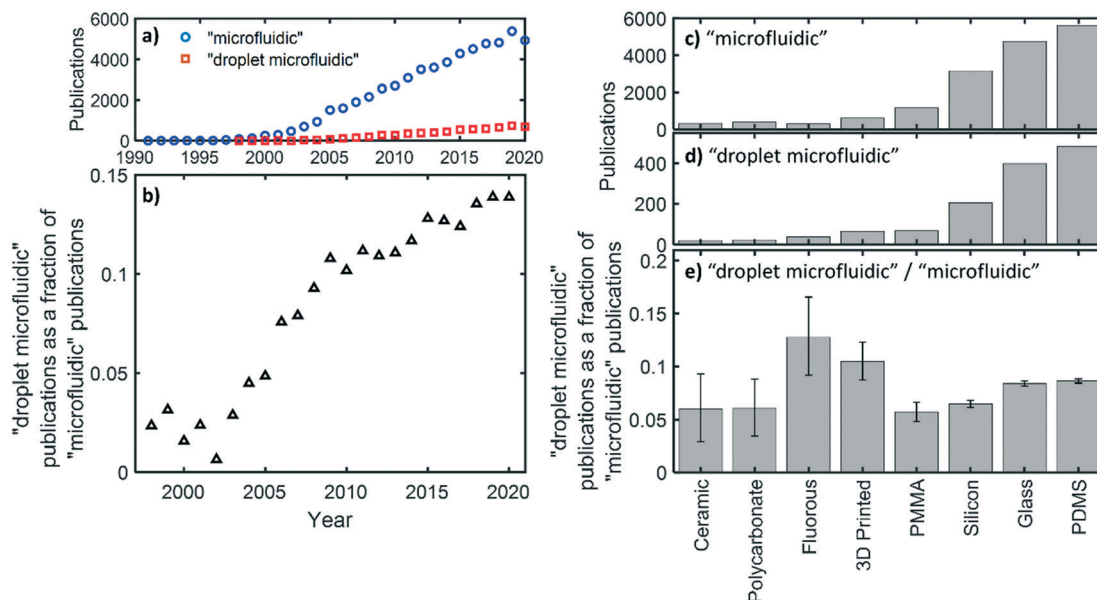 a)
"microfluidic"
"droplet microfluidic"
Publications
6000
4000
2000
0
1990
1995
2000
2005
2010
2015
2020
b)
"droplet microfluidic"
publications as a fraction of
"microfluidic" publications
0.15
0.1
0.05
0
2000
2005
2010
2015
2020
Year
c) “microfluidic”
Publications
6000
4000
2000
0
d) “droplet microfluidic”
400
200
0
e) “droplet microfluidic” / “microfluidic”
"droplet microfluidic"
publications as a fraction of
"microfluidic" publications
0.2
0.15
0.1
0.05
0
Ceramic
Polycarbonate
Fluorous
3D Printed
PMMA
Silicon
Glass
PDMS